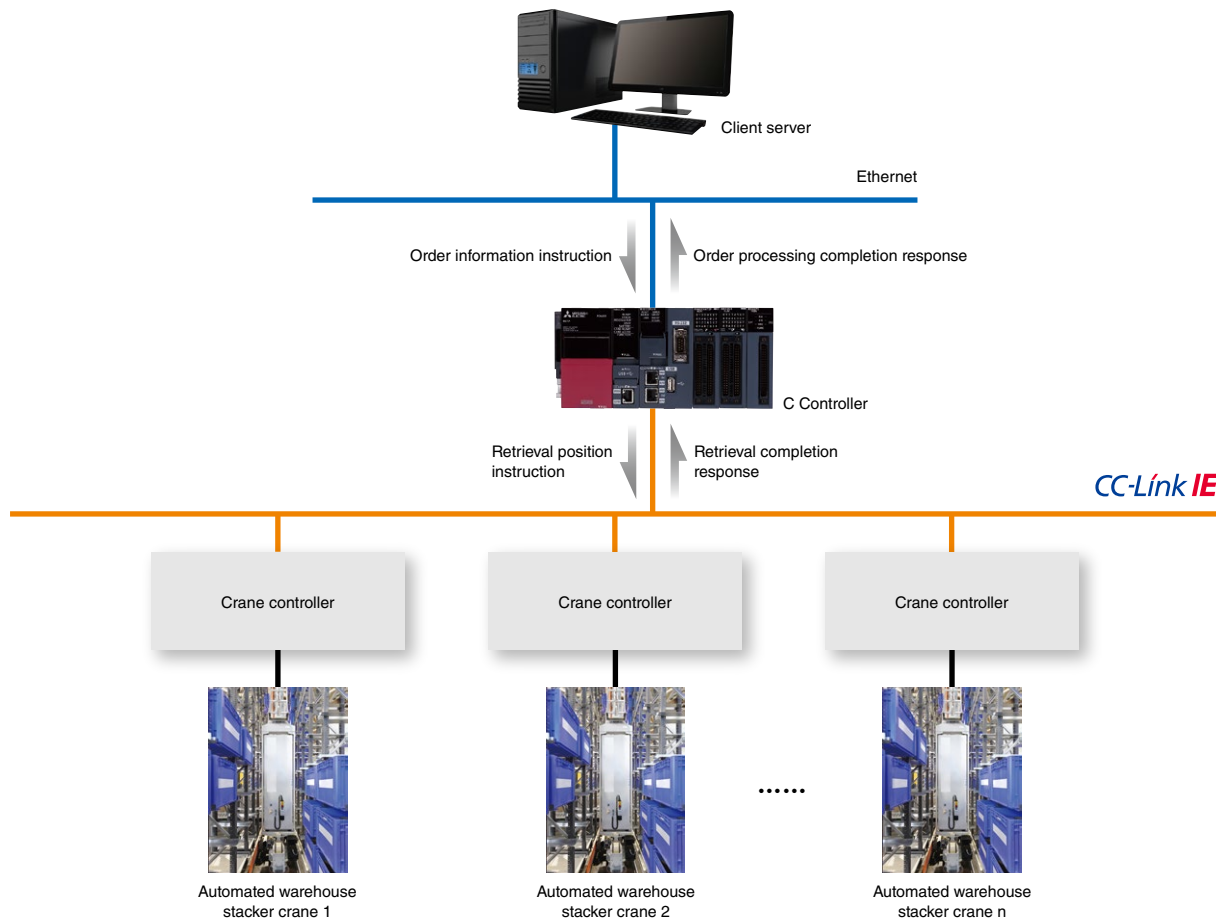 Client server
Ethernet
Order information instruction
Order processing completion response
MITSUBISHI
ELECTRIC
C Controller
Retrieval position
instruction
Retrieval completion
response
CC-Link IE
Crane controller
Crane controller
Crane controller
......
Automated warehouse
stacker crane 1
Automated warehouse
stacker crane 2
Automated warehouse
stacker crane n